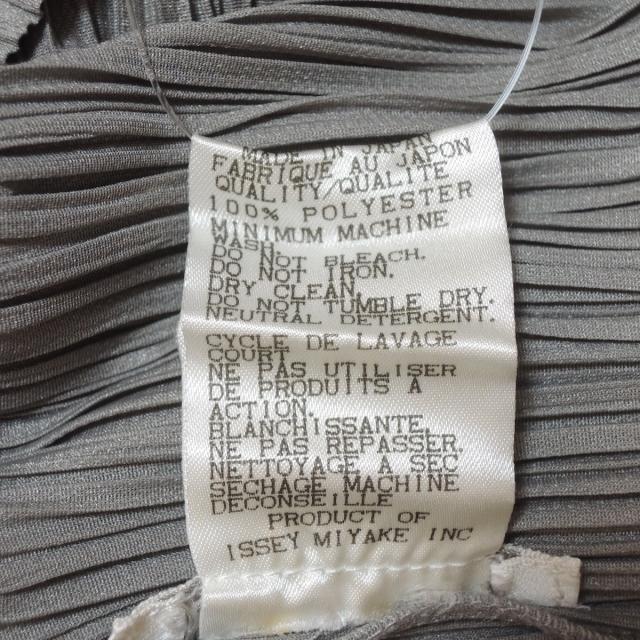 MADE IN JAPAN
FABRIQUE AU JAPON
QUALITY/QUALITE
100% POLYESTER
MINIMUM MACHINE
WASH.
DO NOT BLEACH.
DO NOT IRON.
DRY CLEAN.
DO NOT TUMBLE DRY.
NEUTRAL DETERGENT.
CYCLE DE LAVAGE
COURT
NE PAS UTILISER
DE PRODUITS A
ACTION.
BLANCHISSANTE.
NE PAS REPASSER.
NETTOYAGE A SEC
SECHAGE MACHINE
DECONSEILLE
PRODUCT OF
ISSEY MIYAKE INC